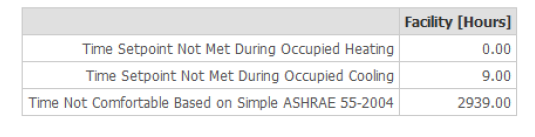 Facility [Hours]
Time Setpoint Not Met During Occupied Heating 0.00
Time Setpoint Not Met During Occupied Cooling 9.00
Time Not Comfortable Based on Simple ASHRAE 55-2004 2939.00